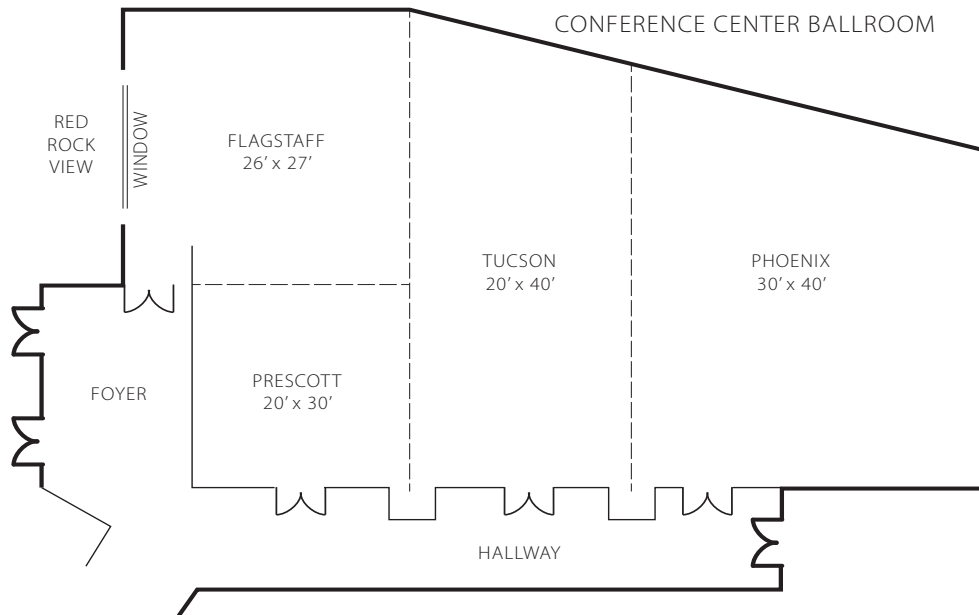 CONFERENCE CENTER BALLROOM
RED
ROCK
VIEW
WINDOW
FLAGSTAFF
26’ x 27’
TUCSON
20’ x 40’
PHOENIX
30’ x 40’
FOYER
PRESCOTT
20’ x 30’
HALLWAY